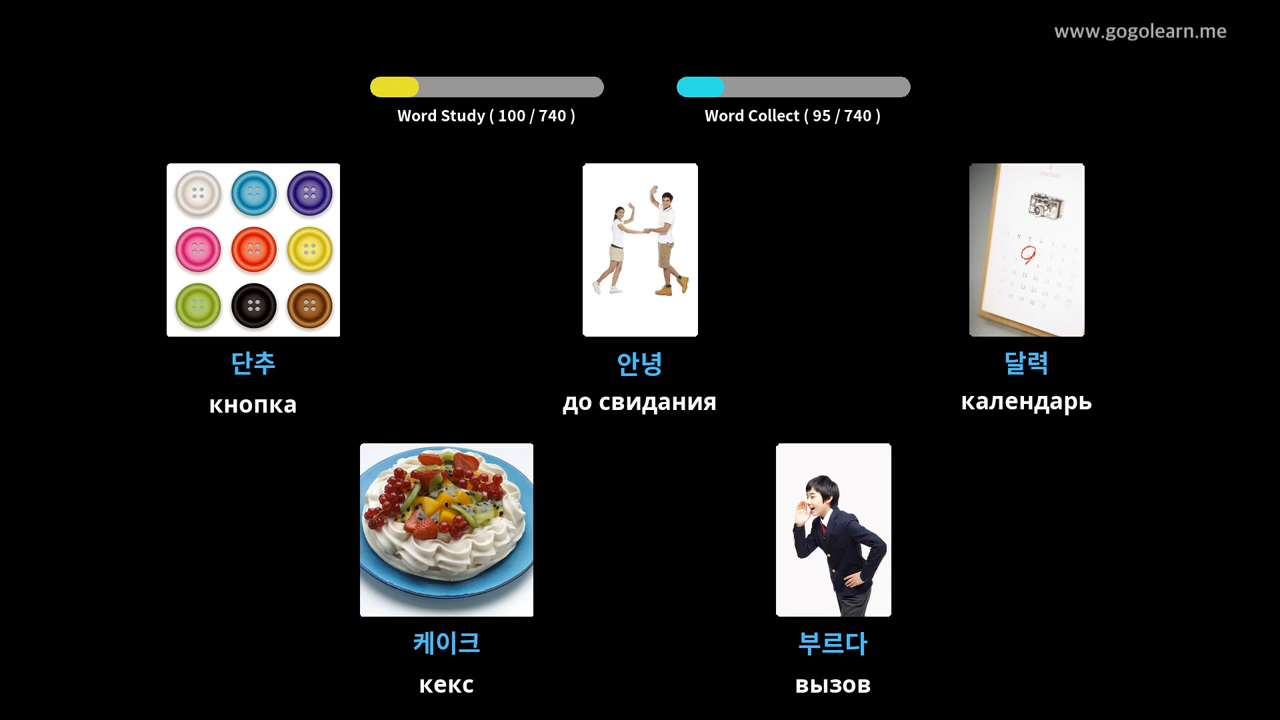 www.gogolearn.me
Word Study ( 100 / 740 )
Word Collect ( 95 / 740 )
단추
안녕
달력
кнопка
до свидания
календарь
케이크
부르다
кекс
вызов